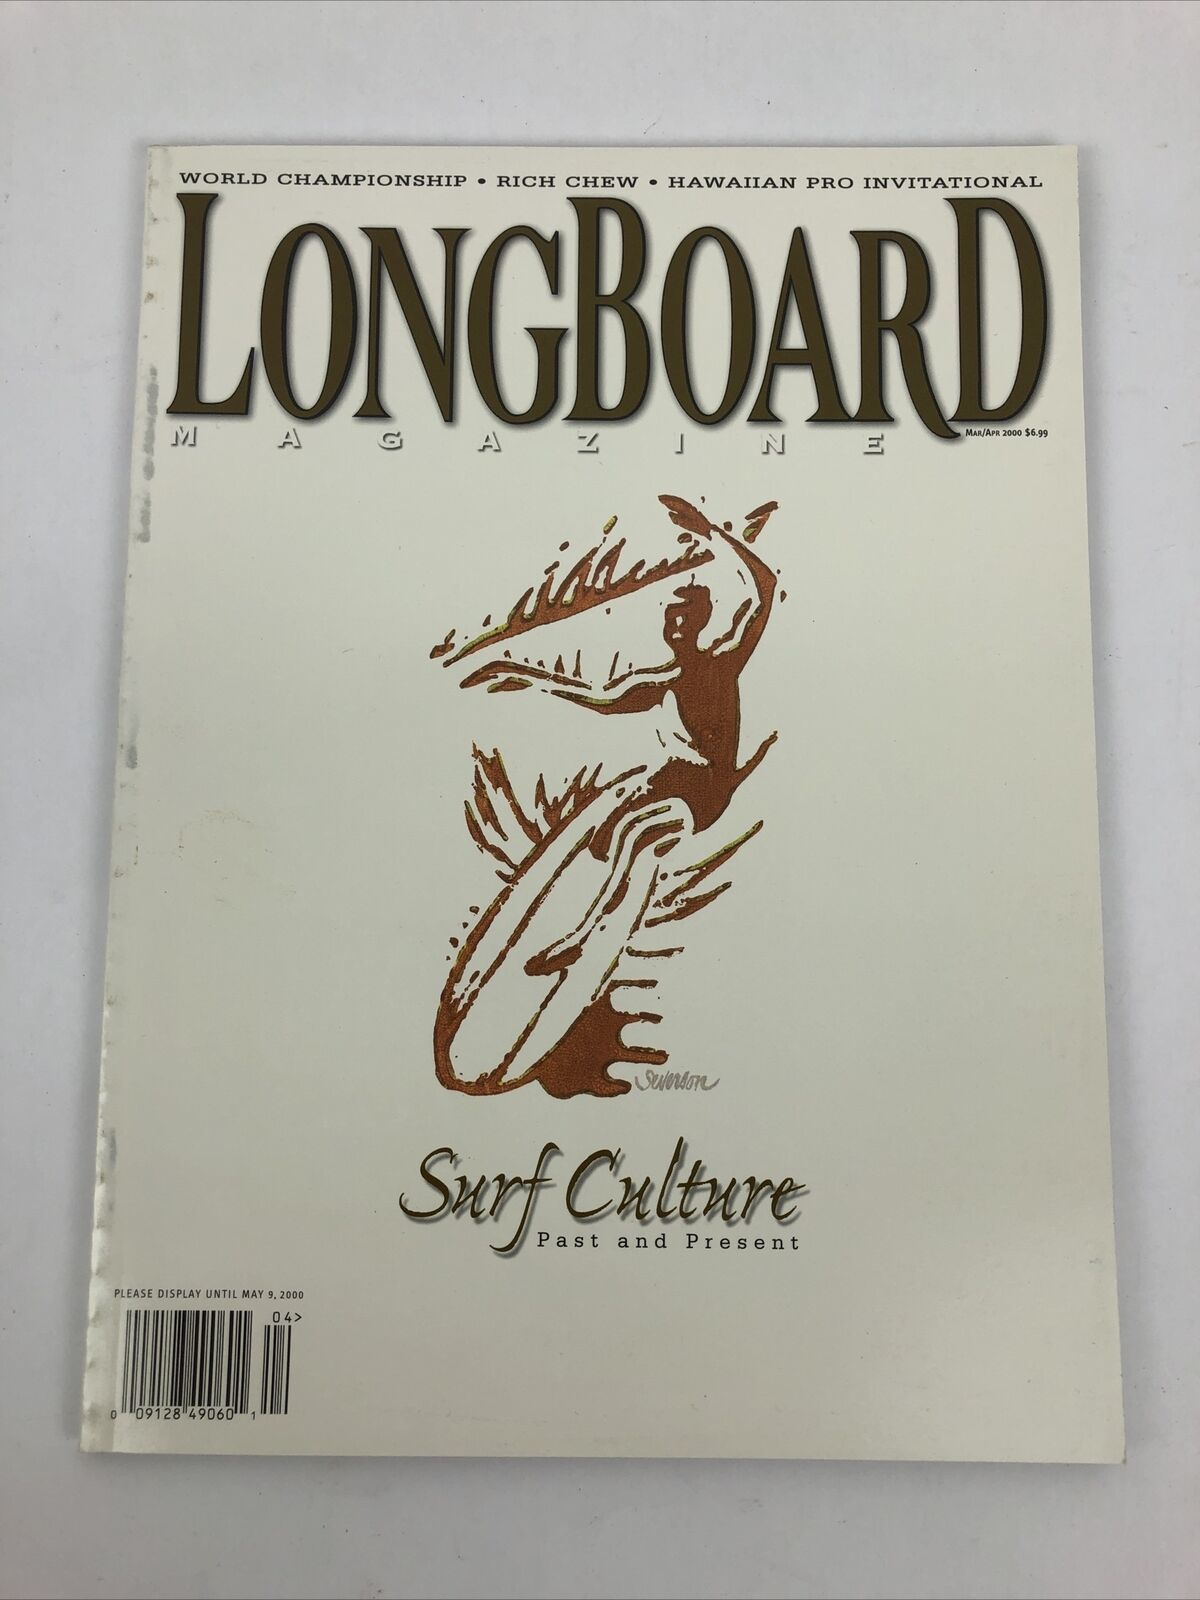 WORLD CHAMPIONSHIP • RICH CHEW • HAWAIIAN PRO INVITATIONAL
LONGBOARD
MAGAZINE
MAR/APR 2000 $6.99
Severson
Surf Culture
Past and Present
PLEASE DISPLAY UNTIL MAY 9, 2000
04>
0 09128 49060 1